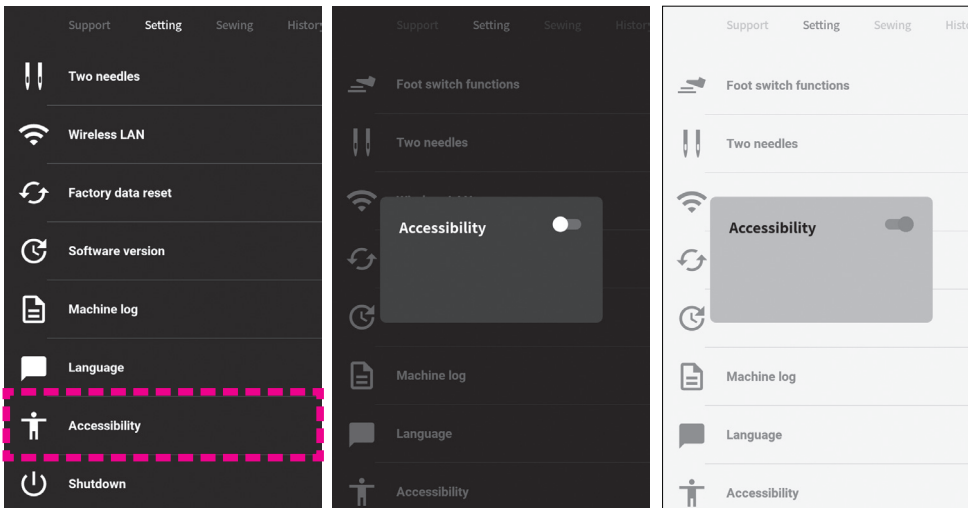 Support Setting Sewing History
Two needles
Wireless LAN
Factory data reset
Software version
Machine log
Language
Accessibility
Shutdown
Support Setting Sewing History
Foot switch functions
Two needles
Accessibility
Machine log
Language
Accessibility
Support Setting Sewing Histo
Foot switch functions
Two needles
Accessibility
Machine log
Language
Accessibility